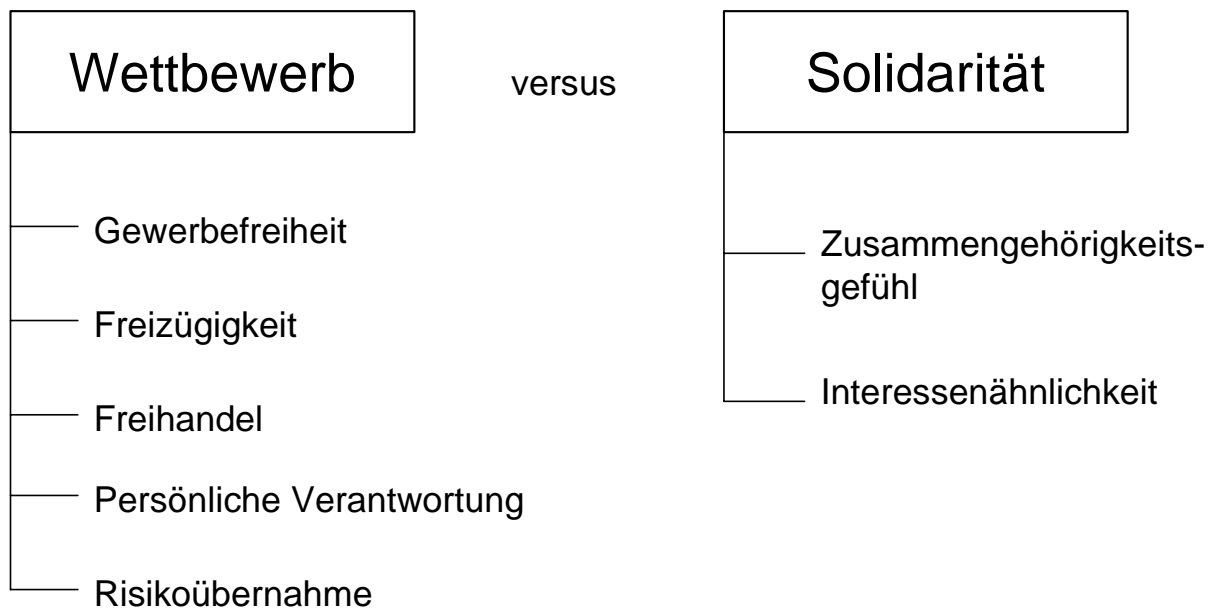 Wettbewerb
versus
Solidarität
Gewerbefreiheit
Freizügigkeit
Freihandel
Persönliche Verantwortung
Risikoübernahme
Zusammengehörigkeits-
gefühl
Interessenähnlichkeit